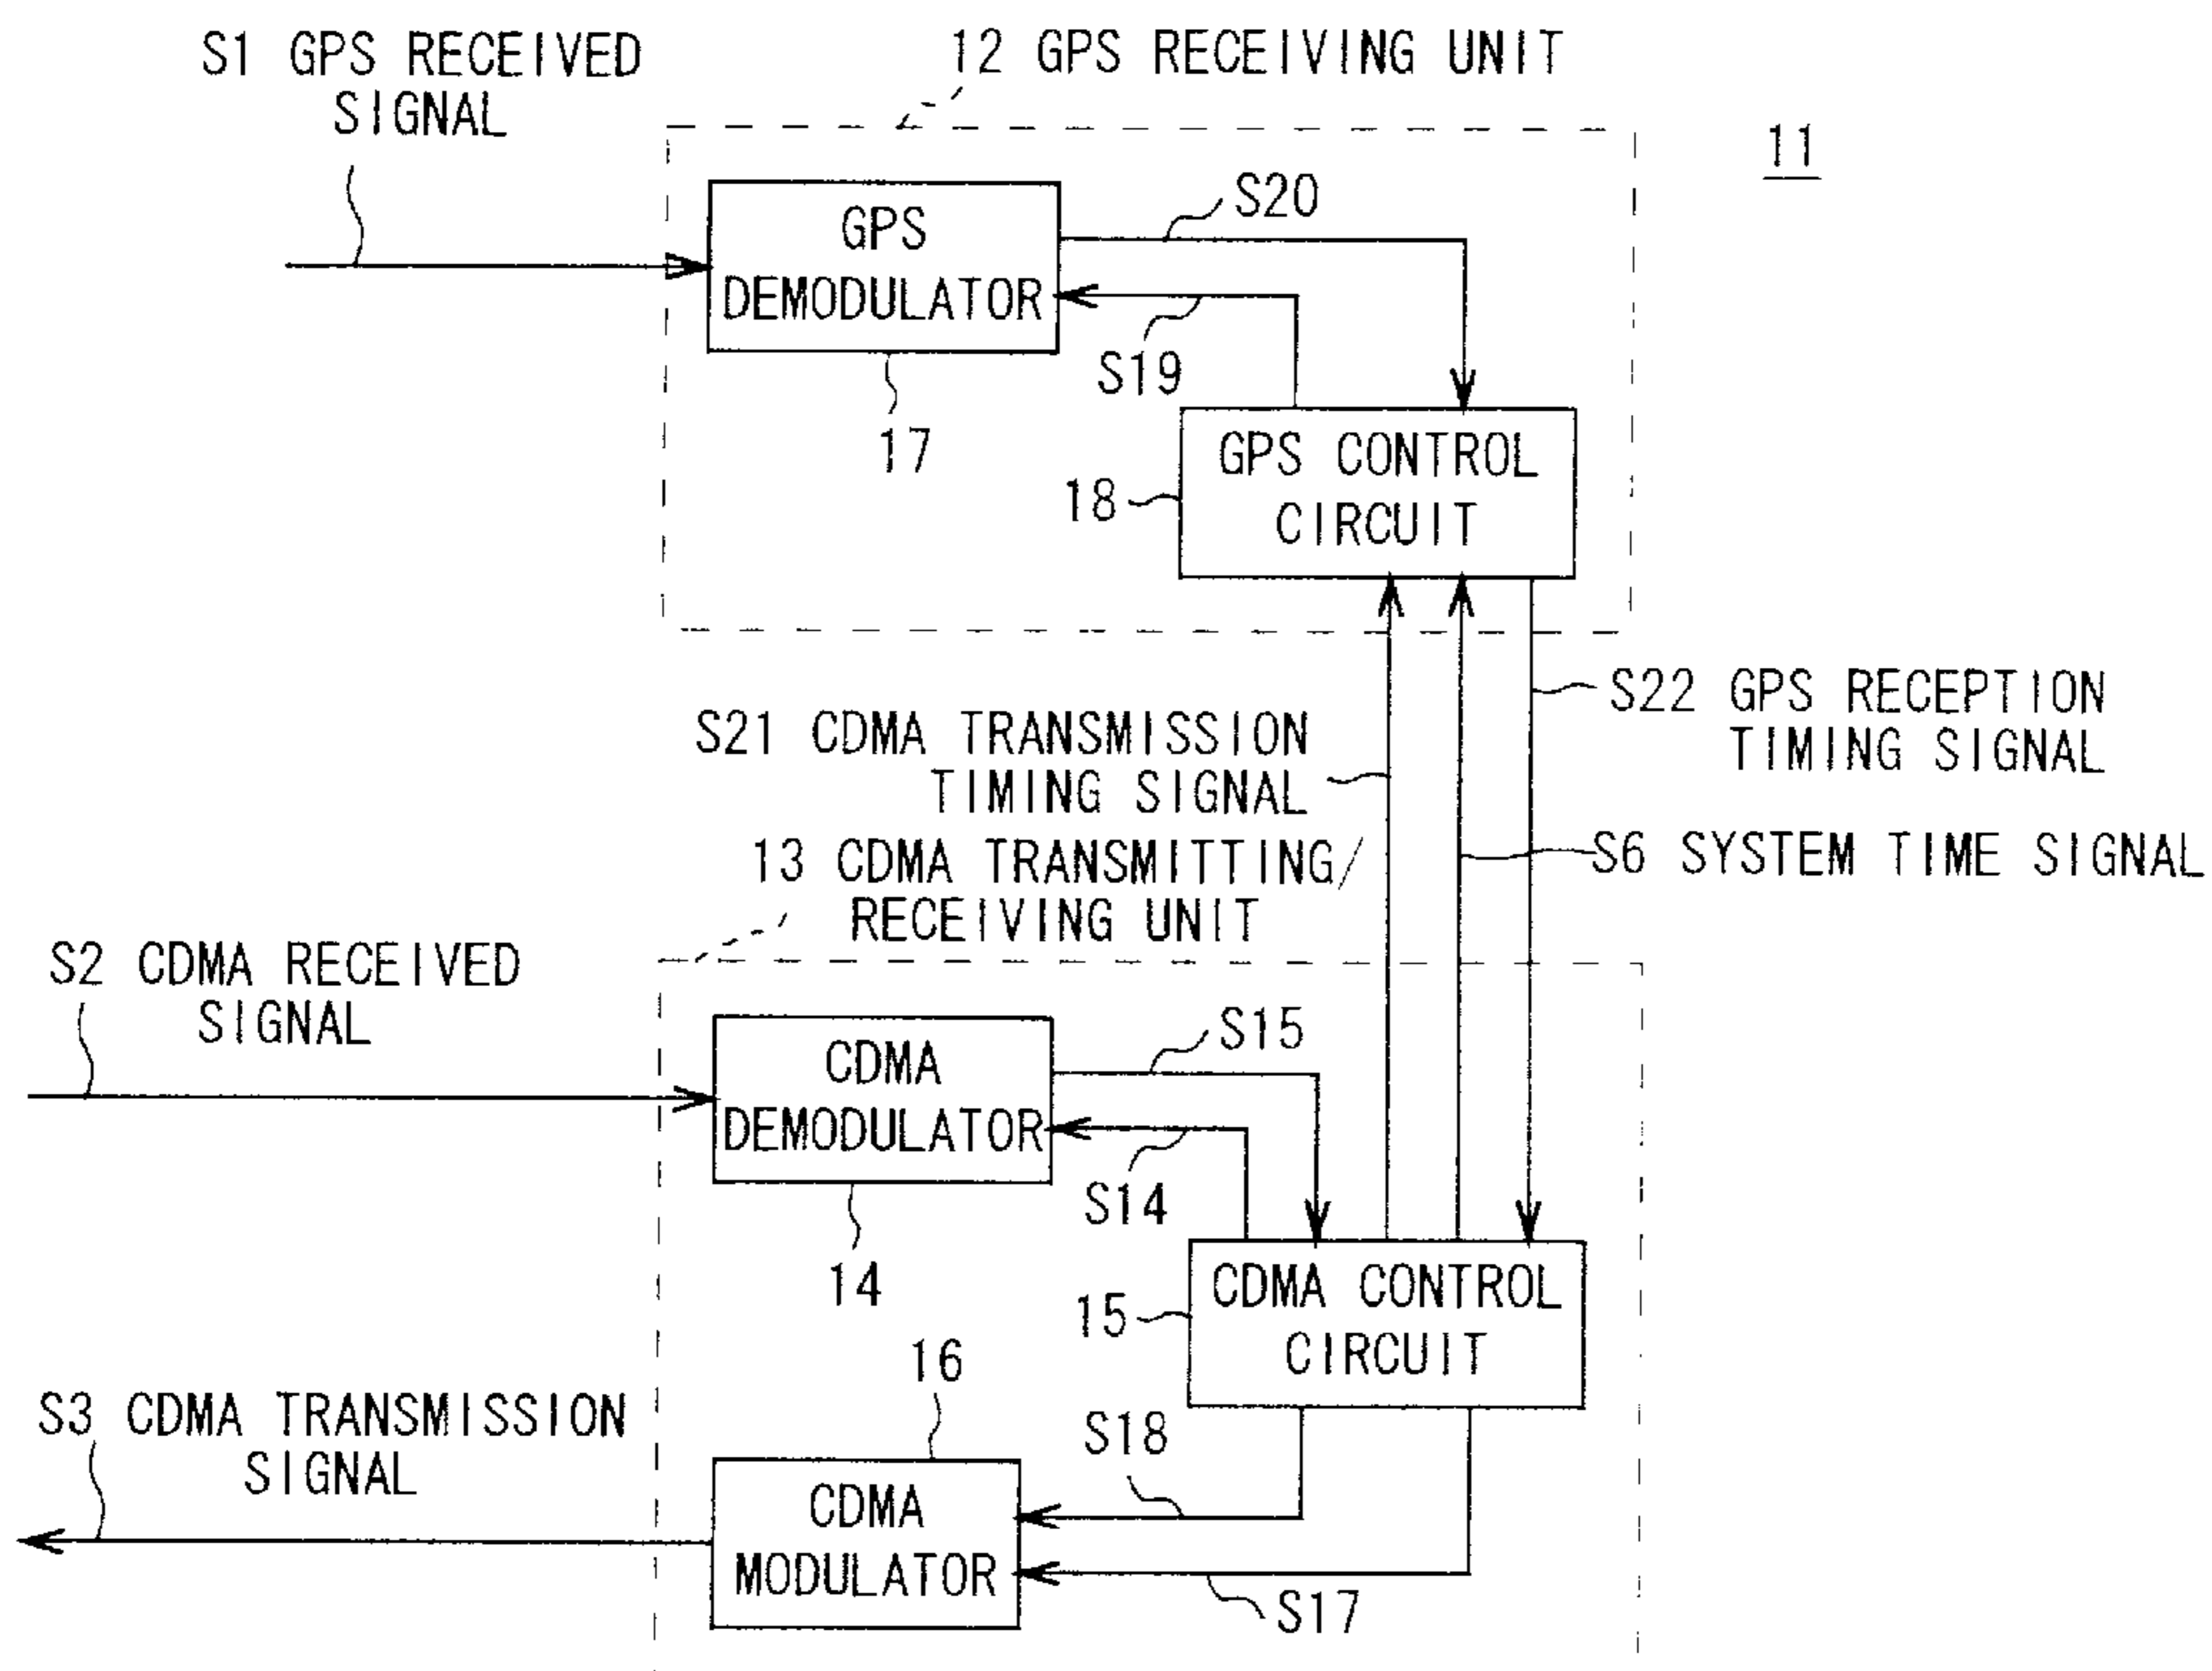 S1 GPS RECEIVED
SIGNAL
12 GPS RECEIVING UNIT
11
GPS
DEMODULATOR
S20
S19
17
GPS CONTROL
CIRCUIT
18
S22 GPS RECEPTION
TIMING SIGNAL
S21 CDMA TRANSMISSION
TIMING SIGNAL
S6 SYSTEM TIME SIGNAL
13 CDMA TRANSMITTING/
RECEIVING UNIT
S2 CDMA RECEIVED
SIGNAL
CDMA
DEMODULATOR
S15
S14
14
CDMA CONTROL
CIRCUIT
15
16
S3 CDMA TRANSMISSION
SIGNAL
S18
CDMA
MODULATOR
S17